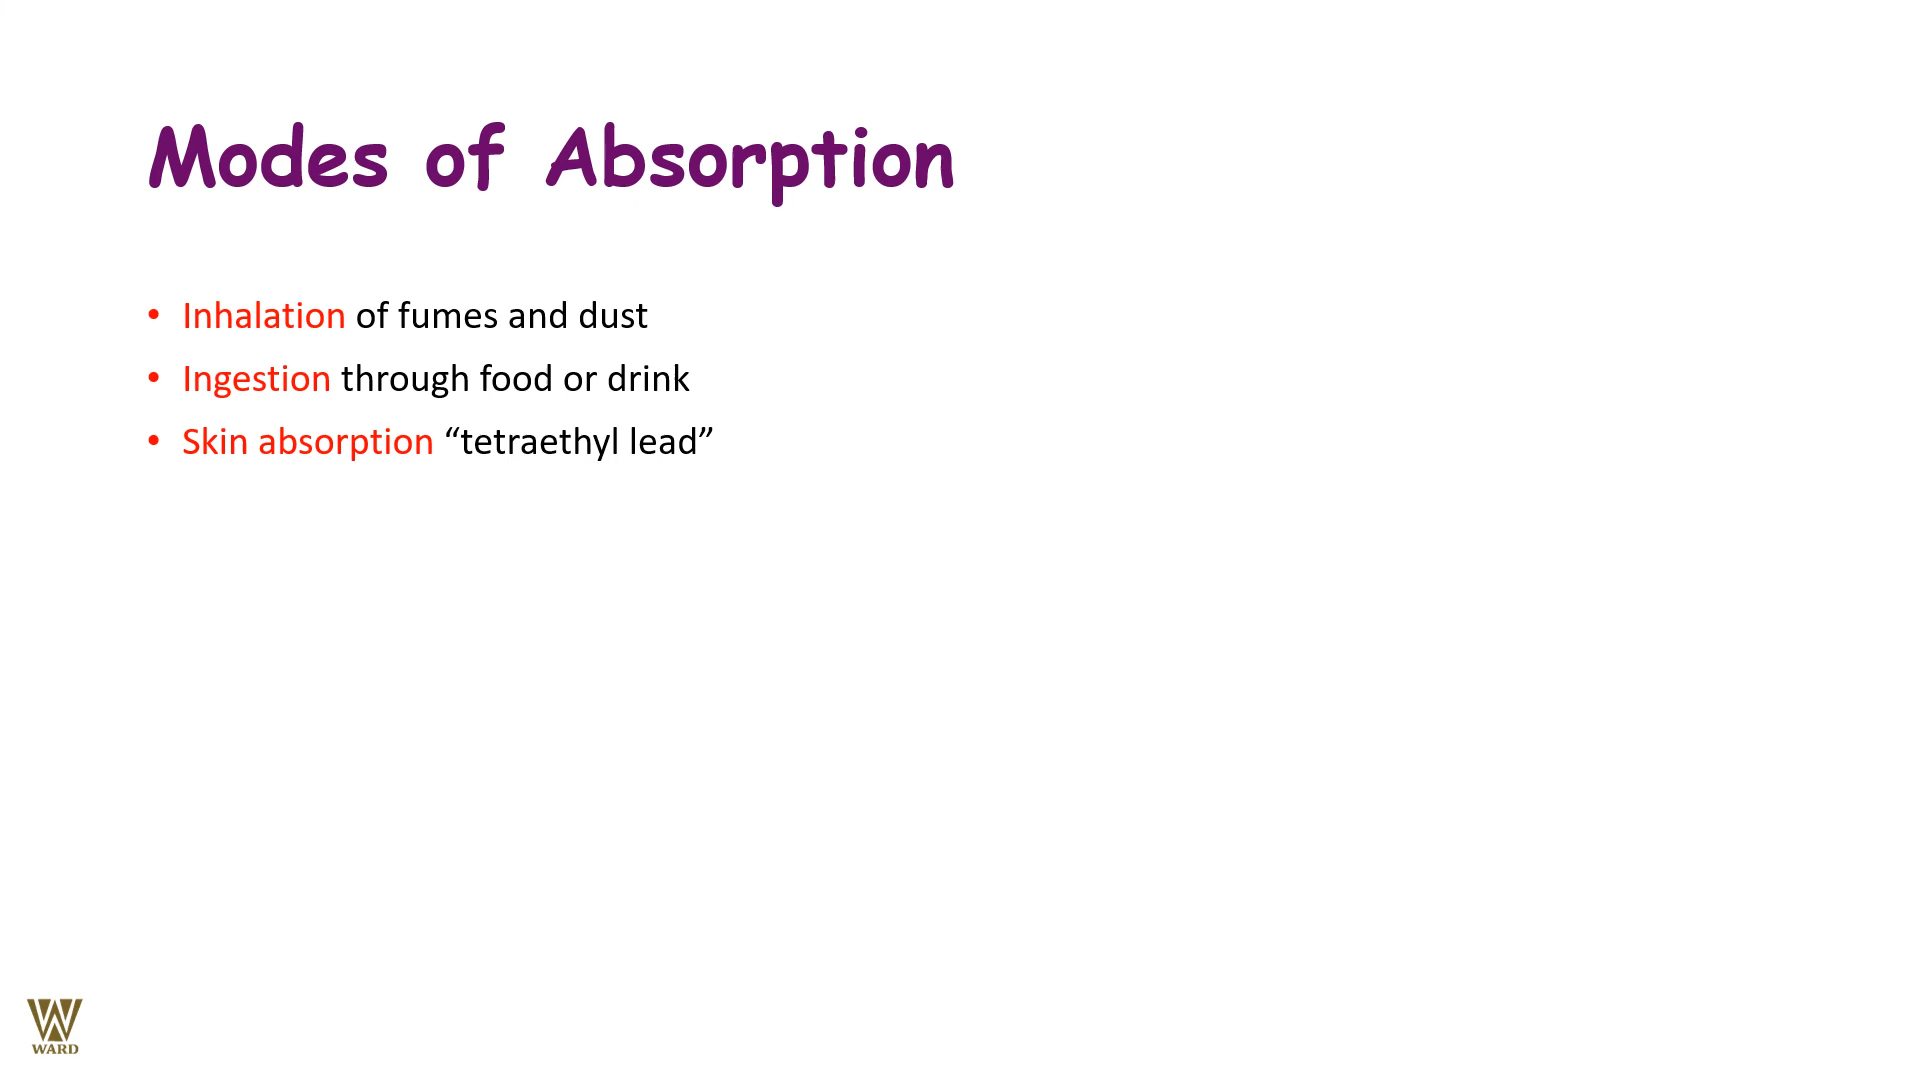 Modes of Absorption
• Inhalation of fumes and dust
• Ingestion through food or drink
• Skin absorption “tetraethyl lead”
WARD